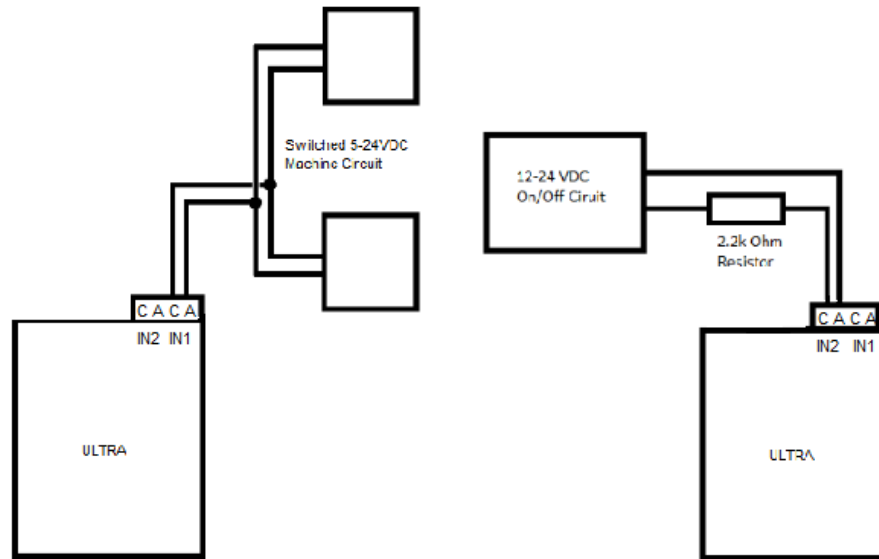 Switched 5-24VDC
Machine Circuit
C A C A
IN2 IN1
ULTRA
12-24 VDC
On/Off Ciruit
2.2k Ohm
Resistor
C A C A
IN2 IN1
ULTRA